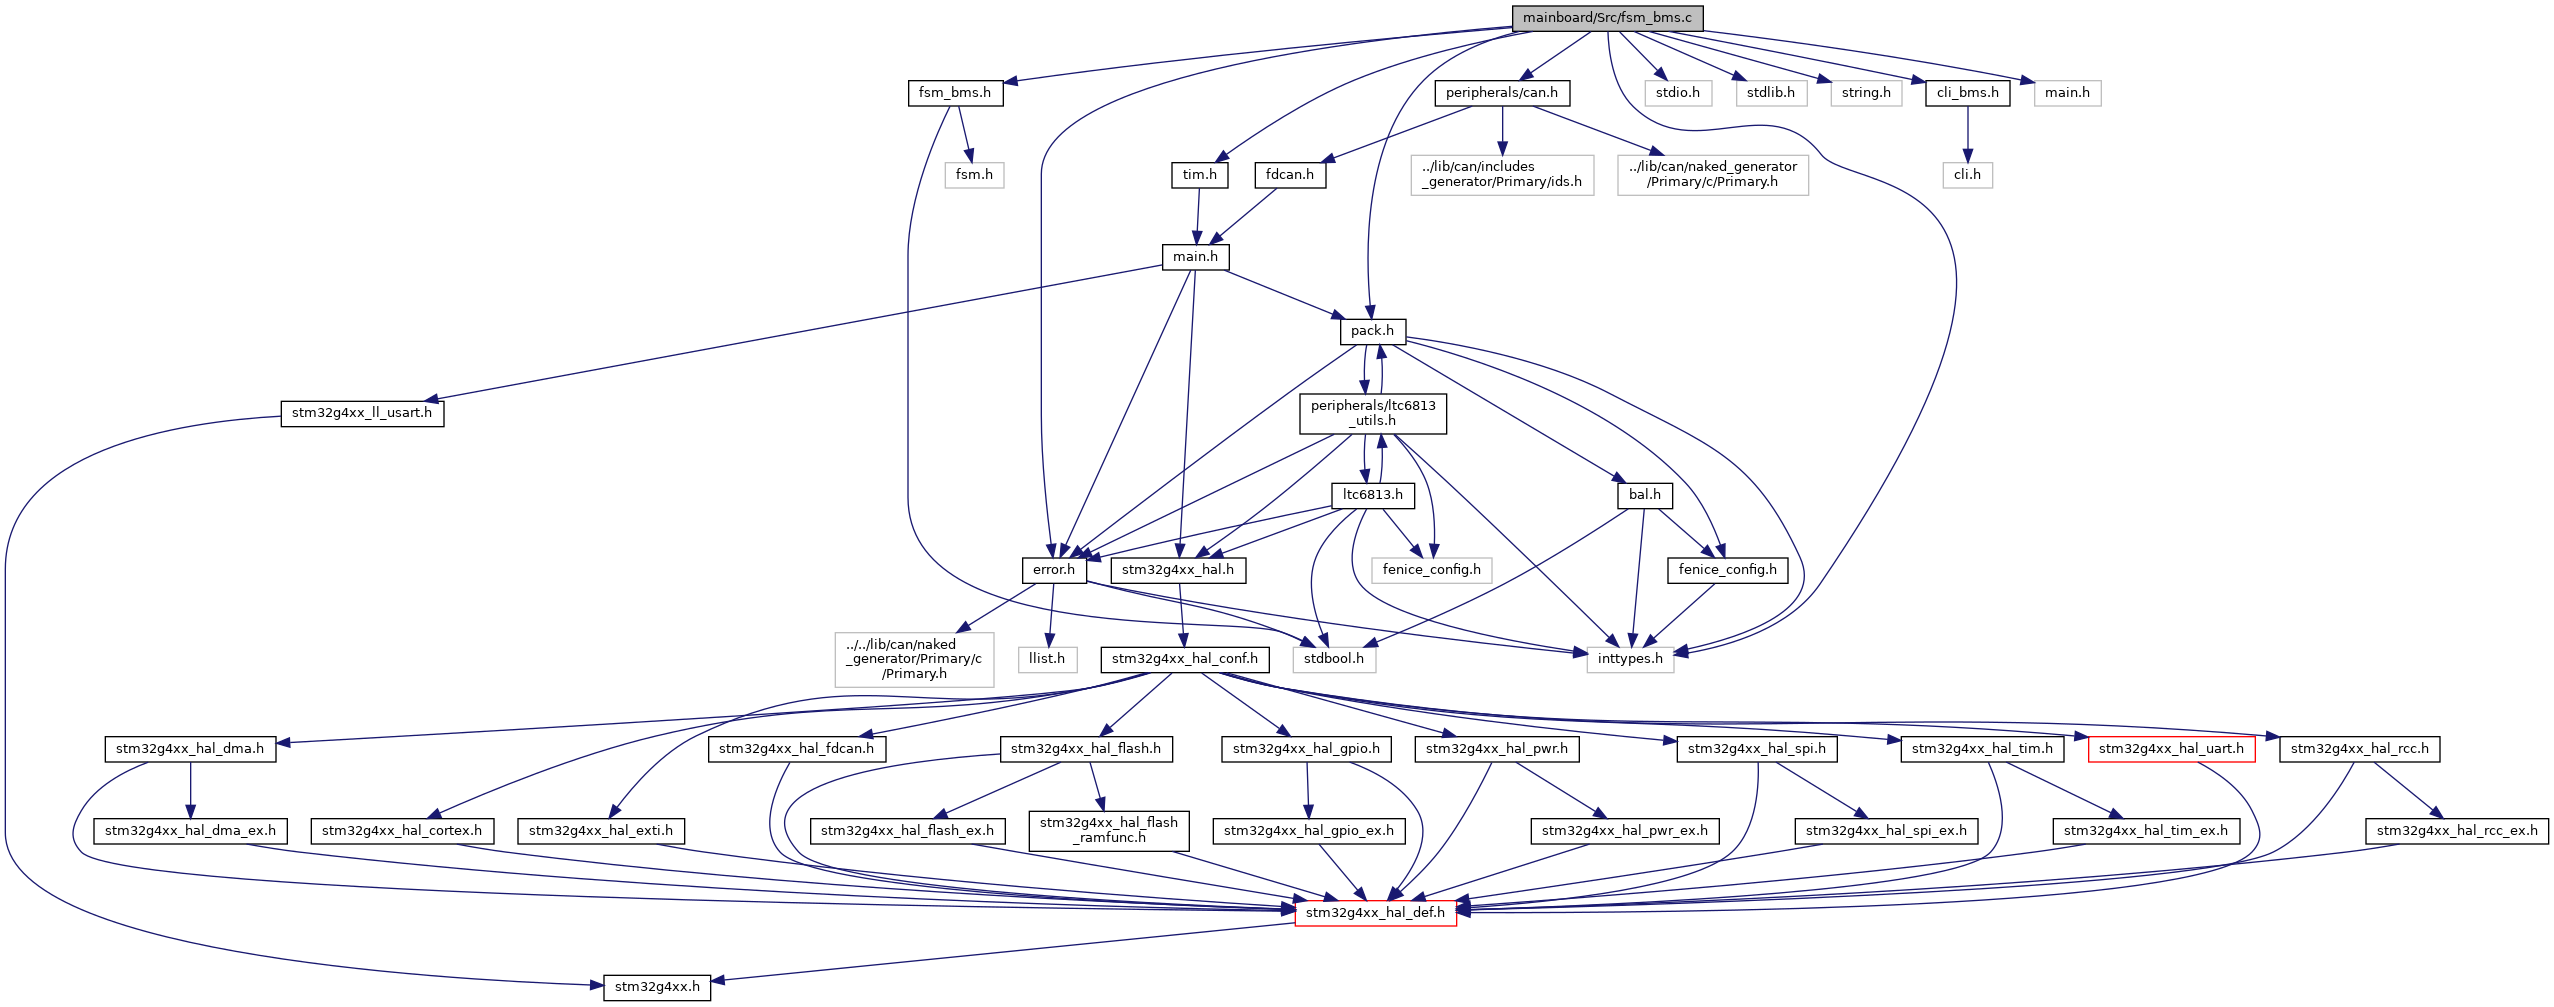 mainboard/Src/fsm_bms.c
fsm_bms.h
peripherals/can.h
stdio.h
stdlib.h
string.h
cli_bms.h
main.h
fsm.h
tim.h
fdcan.h
../lib/can/includes
_generator/Primary/ids.h
../lib/can/naked_generator
/Primary/c/Primary.h
cli.h
main.h
pack.h
stm32g4xx_ll_usart.h
peripherals/ltc6813
_utils.h
ltc6813.h
bal.h
error.h
stm32g4xx_hal.h
fenice_config.h
fenice_config.h
../../lib/can/naked
_generator/Primary/c
/Primary.h
llist.h
stm32g4xx_hal_conf.h
stdbool.h
inttypes.h
stm32g4xx_hal_dma.h
stm32g4xx_hal_fdcan.h
stm32g4xx_hal_flash.h
stm32g4xx_hal_gpio.h
stm32g4xx_hal_pwr.h
stm32g4xx_hal_spi.h
stm32g4xx_hal_tim.h
stm32g4xx_hal_uart.h
stm32g4xx_hal_rcc.h
stm32g4xx_hal_dma_ex.h
stm32g4xx_hal_cortex.h
stm32g4xx_hal_exti.h
stm32g4xx_hal_flash_ex.h
stm32g4xx_hal_flash
_ramfunc.h
stm32g4xx_hal_gpio_ex.h
stm32g4xx_hal_pwr_ex.h
stm32g4xx_hal_spi_ex.h
stm32g4xx_hal_tim_ex.h
stm32g4xx_hal_rcc_ex.h
stm32g4xx_hal_def.h
stm32g4xx.h